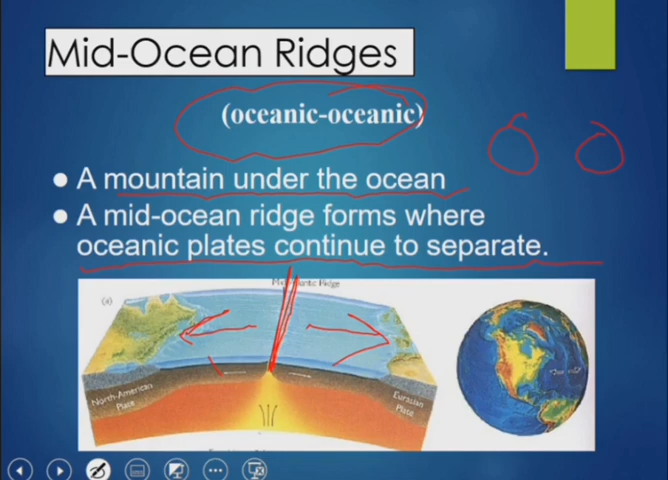 Mid-Ocean Ridges
(oceanic-oceanic)
● A mountain under the ocean
● A mid-ocean ridge forms where
oceanic plates continue to separate.
Ridge
(a)
North-American
Plate
Eurasian
Plate